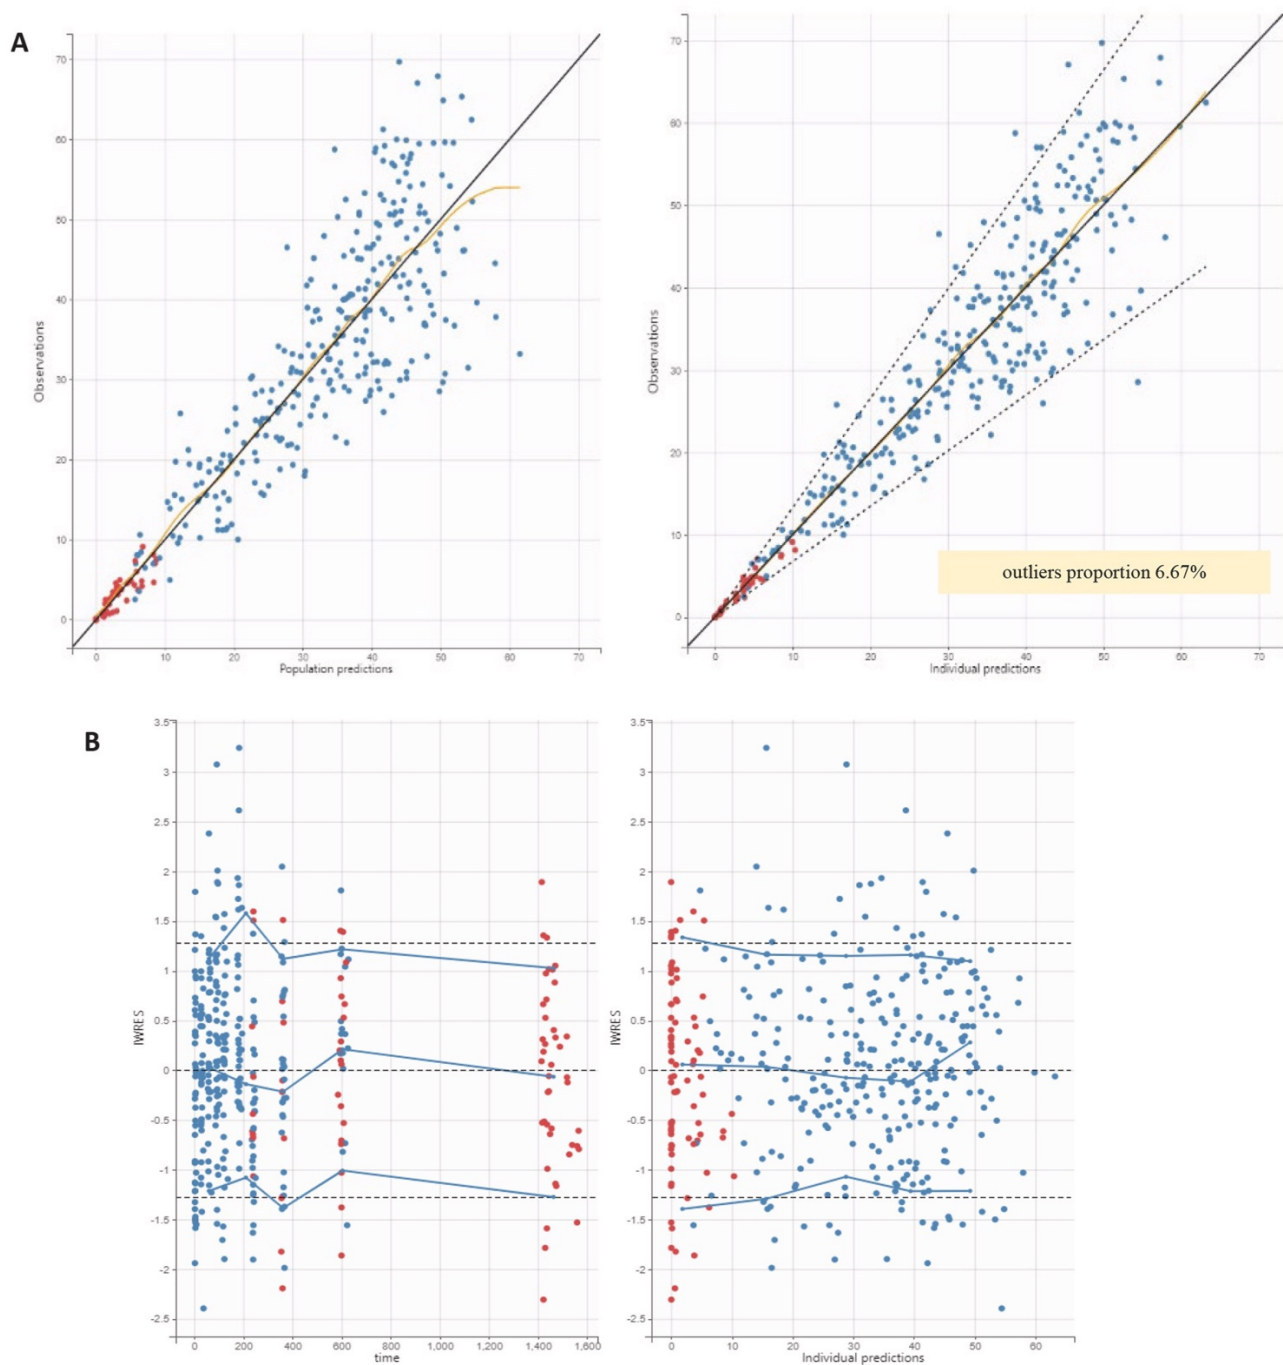 A
70
60
50
40
30
20
10
0
Observations
0 10 20 30 40 50 60 70
Population predictions
70
60
50
40
30
20
10
0
Observations
outliers proportion 6.67%
0 10 20 30 40 50 60 70
Individual predictions
B
3.5
3
2.5
2
1.5
1
0.5
0
-0.5
-1
-1.5
-2
-2.5
IWRES
0 200 400 600 800 1,000 1,200 1,400 1,600
time
3.5
3
2.5
2
1.5
1
0.5
0
-0.5
-1
-1.5
-2
-2.5
IWRES
0 10 20 30 40 50 60
Individual predictions